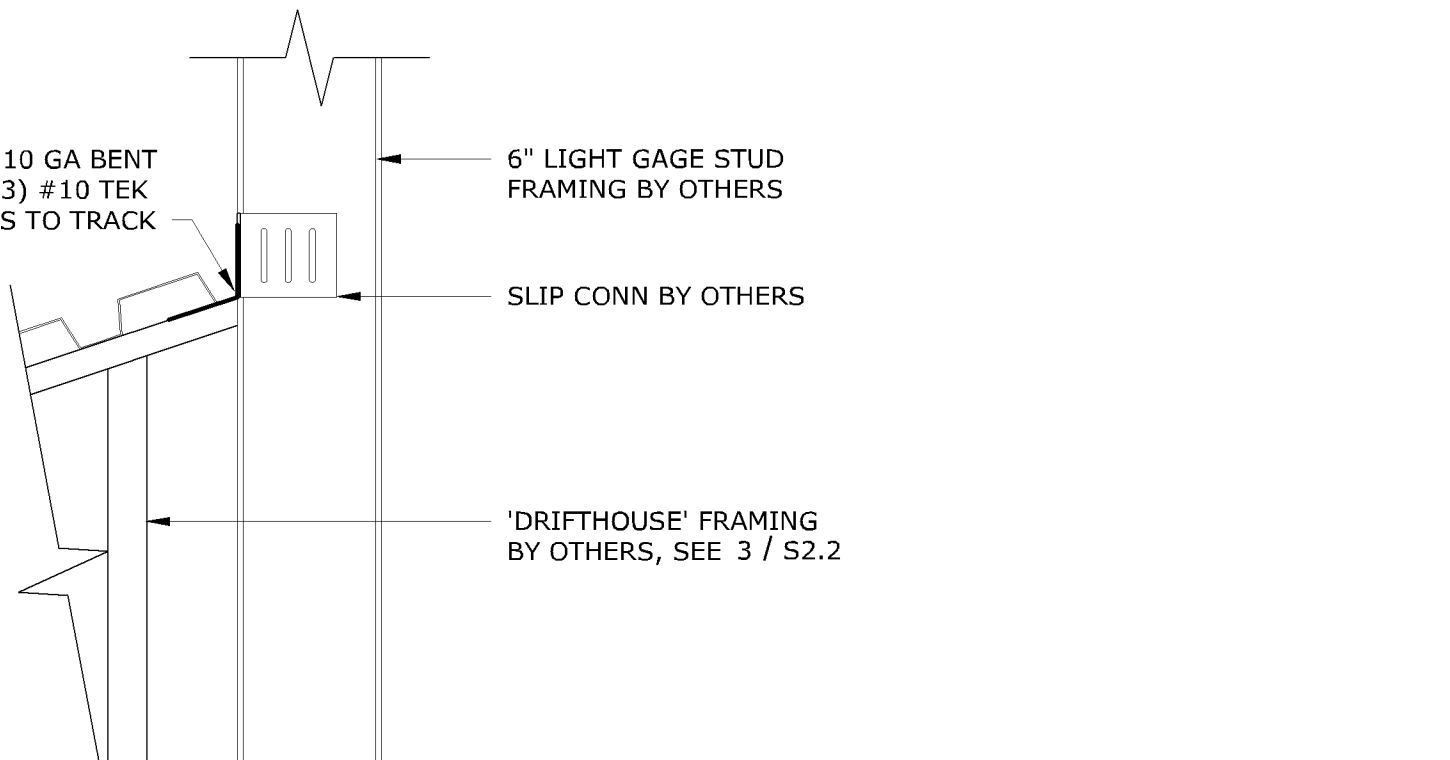 10 GA BENT
3) #10 TEK
S TO TRACK
6" LIGHT GAGE STUD
FRAMING BY OTHERS
SLIP CONN BY OTHERS
'DRIFTHOUSE' FRAMING
BY OTHERS, SEE 3 / S2.2